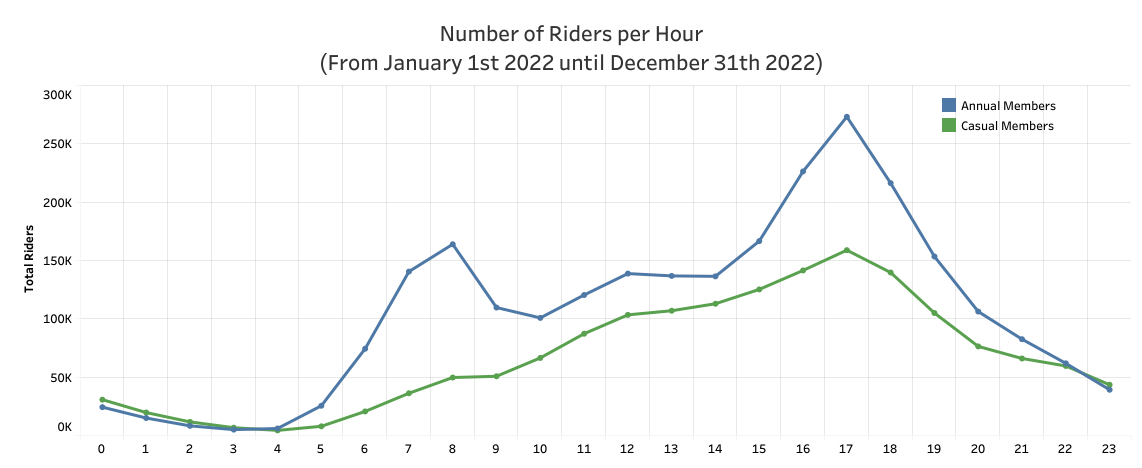 Number of Riders per Hour
(From January 1st 2022 until December 31th 2022)
300K
250K
200K
150K
100K
50K
0K
Total Riders
Annual Members
Casual Members
0 1 2 3 4 5 6 7 8 9 10 11 12 13 14 15 16 17 18 19 20 21 22 23